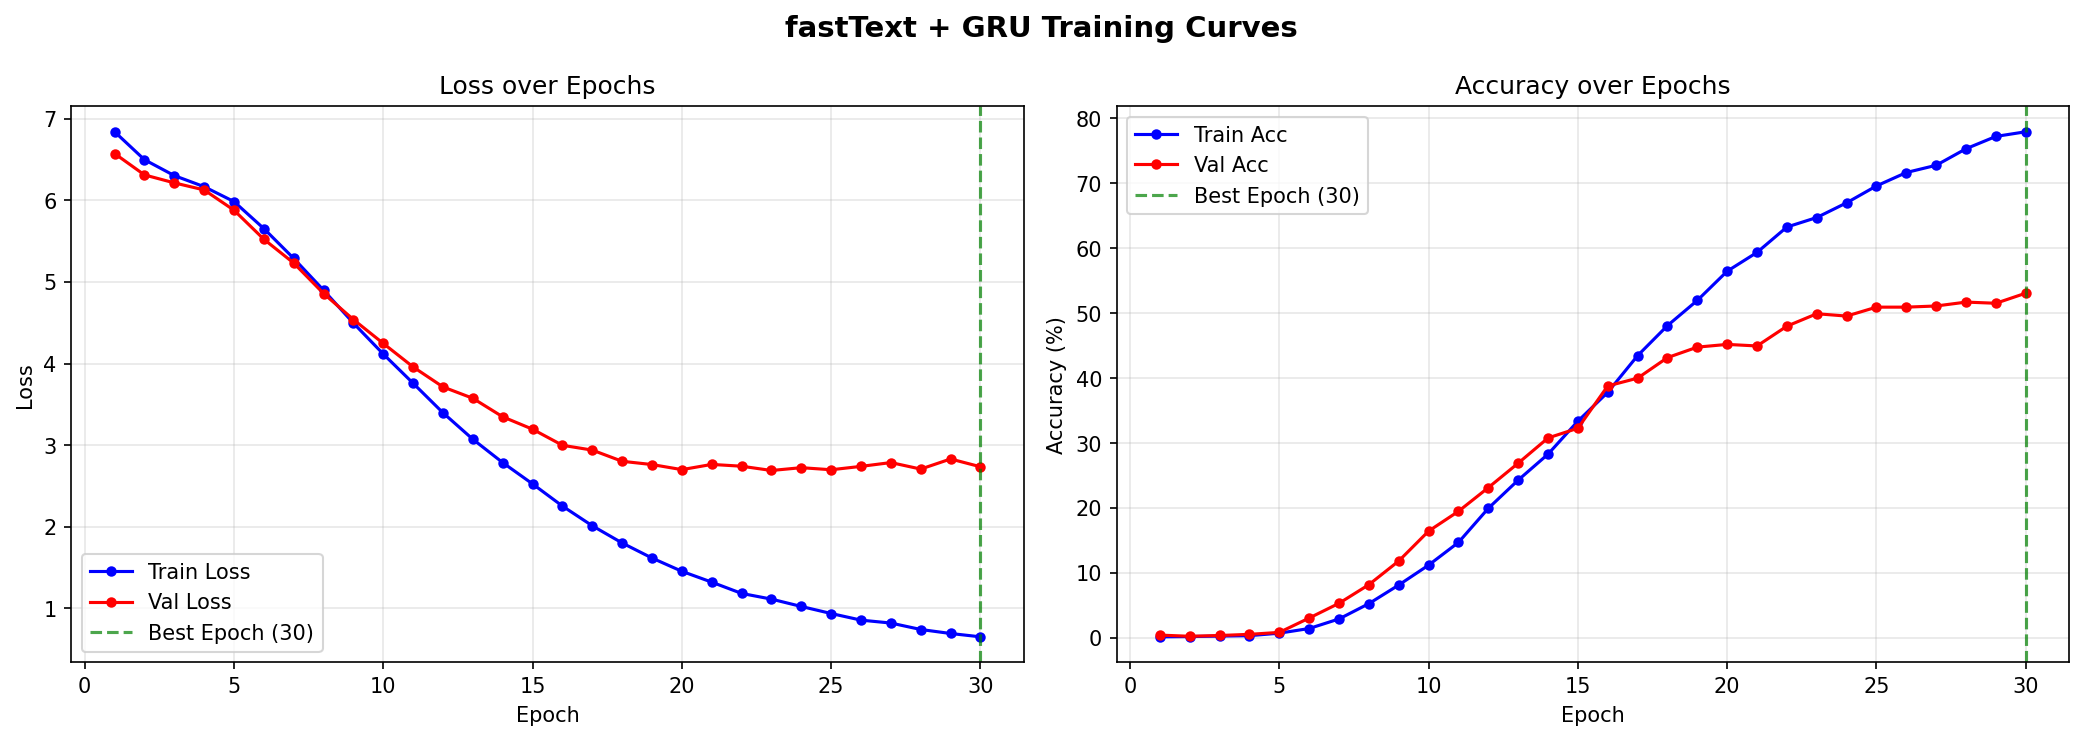 fastText + GRU Training Curves
Loss over Epochs
7
6
5
4
3
2
1
Loss
Train Loss
Val Loss
Best Epoch (30)
0 5 10 15 20 25 30
Epoch
Accuracy over Epochs
80
70
60
50
40
30
20
10
0
Accuracy (%)
Train Acc
Val Acc
Best Epoch (30)
0 5 10 15 20 25 30
Epoch